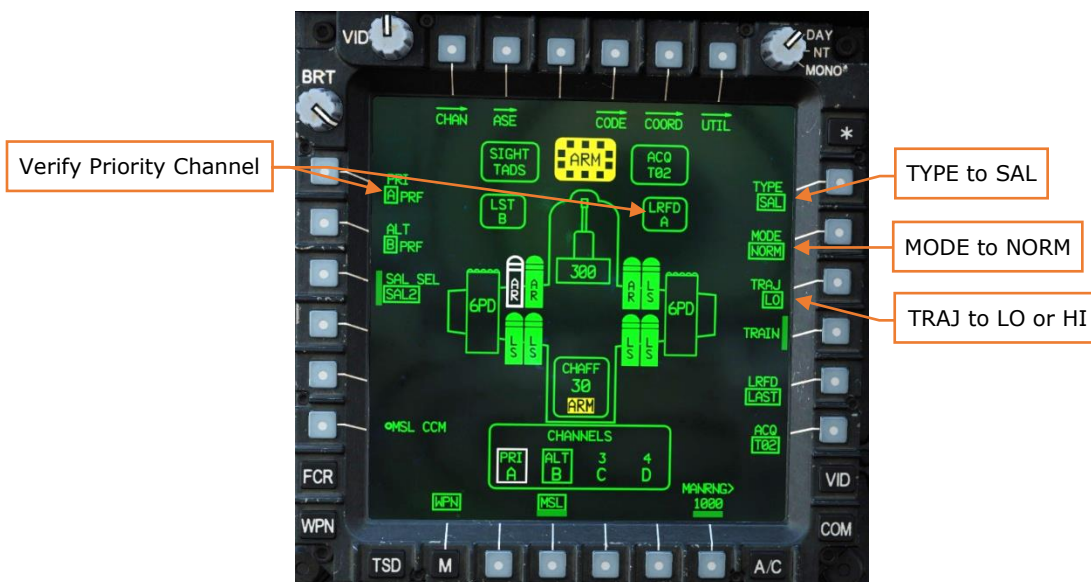 VID
DAY
NT
MONO*
BRT
CHAN
ASE
CODE
COORD
UTIL
*
Verify Priority Channel
PRI
A PRF
SIGHT
TADS
ARM
ACQ
T02
TYPE
SAL
TYPE to SAL
ALT
B PRF
LST
B
LRFD
A
MODE
NORM
MODE to NORM
SAL SEL
SAL2
300
AR
AR
AR
LS
TRAJ
LO
TRAJ to LO or HI
6PD
6PD
LS
LS
LS
LS
TRAIN
CHAFF
30
ARM
LRFD
LAST
MSL CCM
ACQ
T02
CHANNELS
PRI
A
ALT
B
3
C
4
D
FCR
VID
WPN
MSL
MANRNG>
1000
WPN
COM
TSD
M
A/C